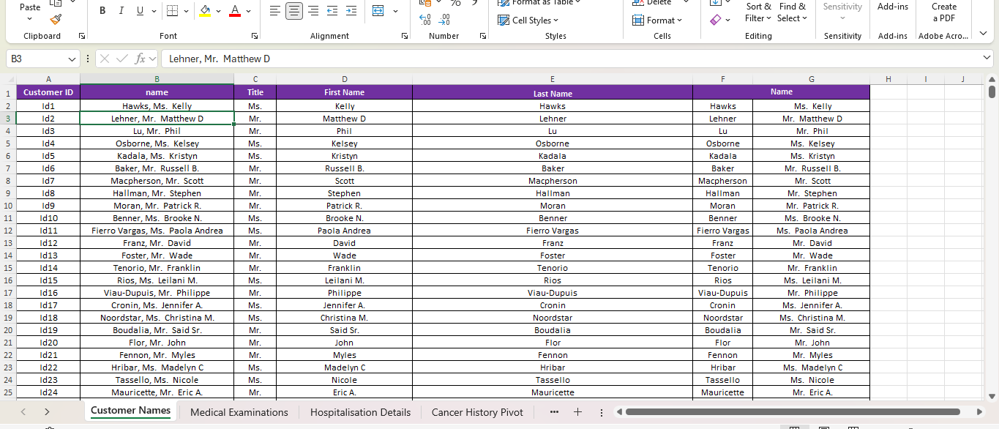 Paste
Format as Table
Delete
Sort & Find &
Sensitivity
Add-ins
Create
B I U A
Cell Styles
Format
Filter Select
a PDF
Clipboard Font Alignment Number Styles Cells Editing Sensitivity Add-ins Adobe Acro...
B3 fx Lehner, Mr. Matthew D
A B C D E F G H I J
1 Customer ID name Title First Name Last Name Name
2 Id1 Hawks, Ms. Kelly Ms. Kelly Hawks Hawks Ms. Kelly
3 Id2 Lehner, Mr. Matthew D Mr. Matthew D Lehner Lehner Mr. Matthew D
4 Id3 Lu, Mr. Phil Mr. Phil Lu Lu Mr. Phil
5 Id4 Osborne, Ms. Kelsey Ms. Kelsey Osborne Osborne Ms. Kelsey
6 Id5 Kadala, Ms. Kristyn Ms. Kristyn Kadala Kadala Ms. Kristyn
7 Id6 Baker, Mr. Russell B. Mr. Russell B. Baker Baker Mr. Russell B.
8 Id7 Macpherson, Mr. Scott Mr. Scott Macpherson Macpherson Mr. Scott
9 Id8 Hallman, Mr. Stephen Mr. Stephen Hallman Hallman Mr. Stephen
10 Id9 Moran, Mr. Patrick R. Mr. Patrick R. Moran Moran Mr. Patrick R.
11 Id10 Benner, Ms. Brooke N. Ms. Brooke N. Benner Benner Ms. Brooke N.
12 Id11 Fierro Vargas, Ms. Paola Andrea Ms. Paola Andrea Fierro Vargas Fierro Vargas Ms. Paola Andrea
13 Id12 Franz, Mr. David Mr. David Franz Franz Mr. David
14 Id13 Foster, Mr. Wade Mr. Wade Foster Foster Mr. Wade
15 Id14 Tenorio, Mr. Franklin Mr. Franklin Tenorio Tenorio Mr. Franklin
16 Id15 Rios, Ms. Leilani M. Ms. Leilani M. Rios Rios Ms. Leilani M.
17 Id16 Viau-Dupuis, Mr. Philippe Mr. Philippe Viau-Dupuis Viau-Dupuis Mr. Philippe
18 Id17 Cronin, Ms. Jennifer A. Ms. Jennifer A. Cronin Cronin Ms. Jennifer A.
19 Id18 Noordstar, Ms. Christina M. Ms. Christina M. Noordstar Noordstar Ms. Christina M.
20 Id19 Boudalia, Mr. Said Sr. Mr. Said Sr. Boudalia Boudalia Mr. Said Sr.
21 Id20 Flor, Mr. John Mr. John Flor Flor Mr. John
22 Id21 Fennon, Mr. Myles Mr. Myles Fennon Fennon Mr. Myles
23 Id22 Hribar, Ms. Madelyn C Ms. Madelyn C Hribar Hribar Ms. Madelyn C
24 Id23 Tassello, Ms. Nicole Ms. Nicole Tassello Tassello Ms. Nicole
25 Id24 Mauricette, Mr. Eric A. Mr. Eric A. Mauricette Mauricette Mr. Eric A.
Customer Names Medical Examinations Hospitalisation Details Cancer History Pivot ... +